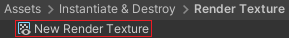 Assets > Instantiate & Destroy > Render Texture
New Render Texture